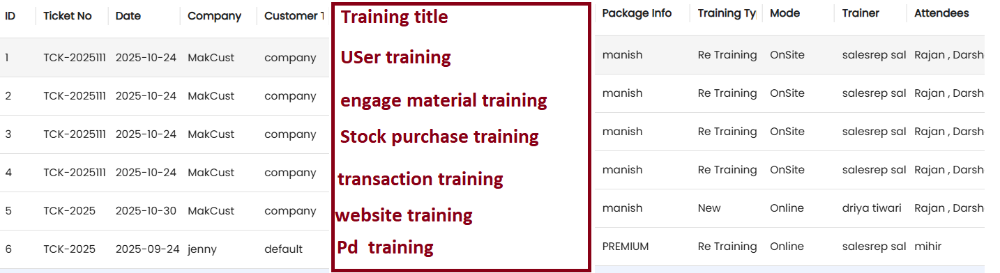 ID Ticket No Date Company Customer T Training title Package Info Training Ty Mode Trainer Attendees
1 TCK-2025111 2025-10-24 MakCust company USer training manish Re Training OnSite salesrep sal Rajan , Darsh
2 TCK-2025111 2025-10-24 MakCust company engage material training manish Re Training OnSite salesrep sal Rajan , Darsh
3 TCK-2025111 2025-10-24 MakCust company Stock purchase training manish Re Training OnSite salesrep sal Rajan , Darsh
4 TCK-2025111 2025-10-24 MakCust company transaction training manish Re Training OnSite salesrep sal Rajan , Darsh
5 TCK-2025 2025-10-30 MakCust company website training manish New Online driya tiwari Rajan , Darsh
6 TCK-2025 2025-09-24 jenny default Pd training PREMIUM Re Training Online salesrep sal mihir